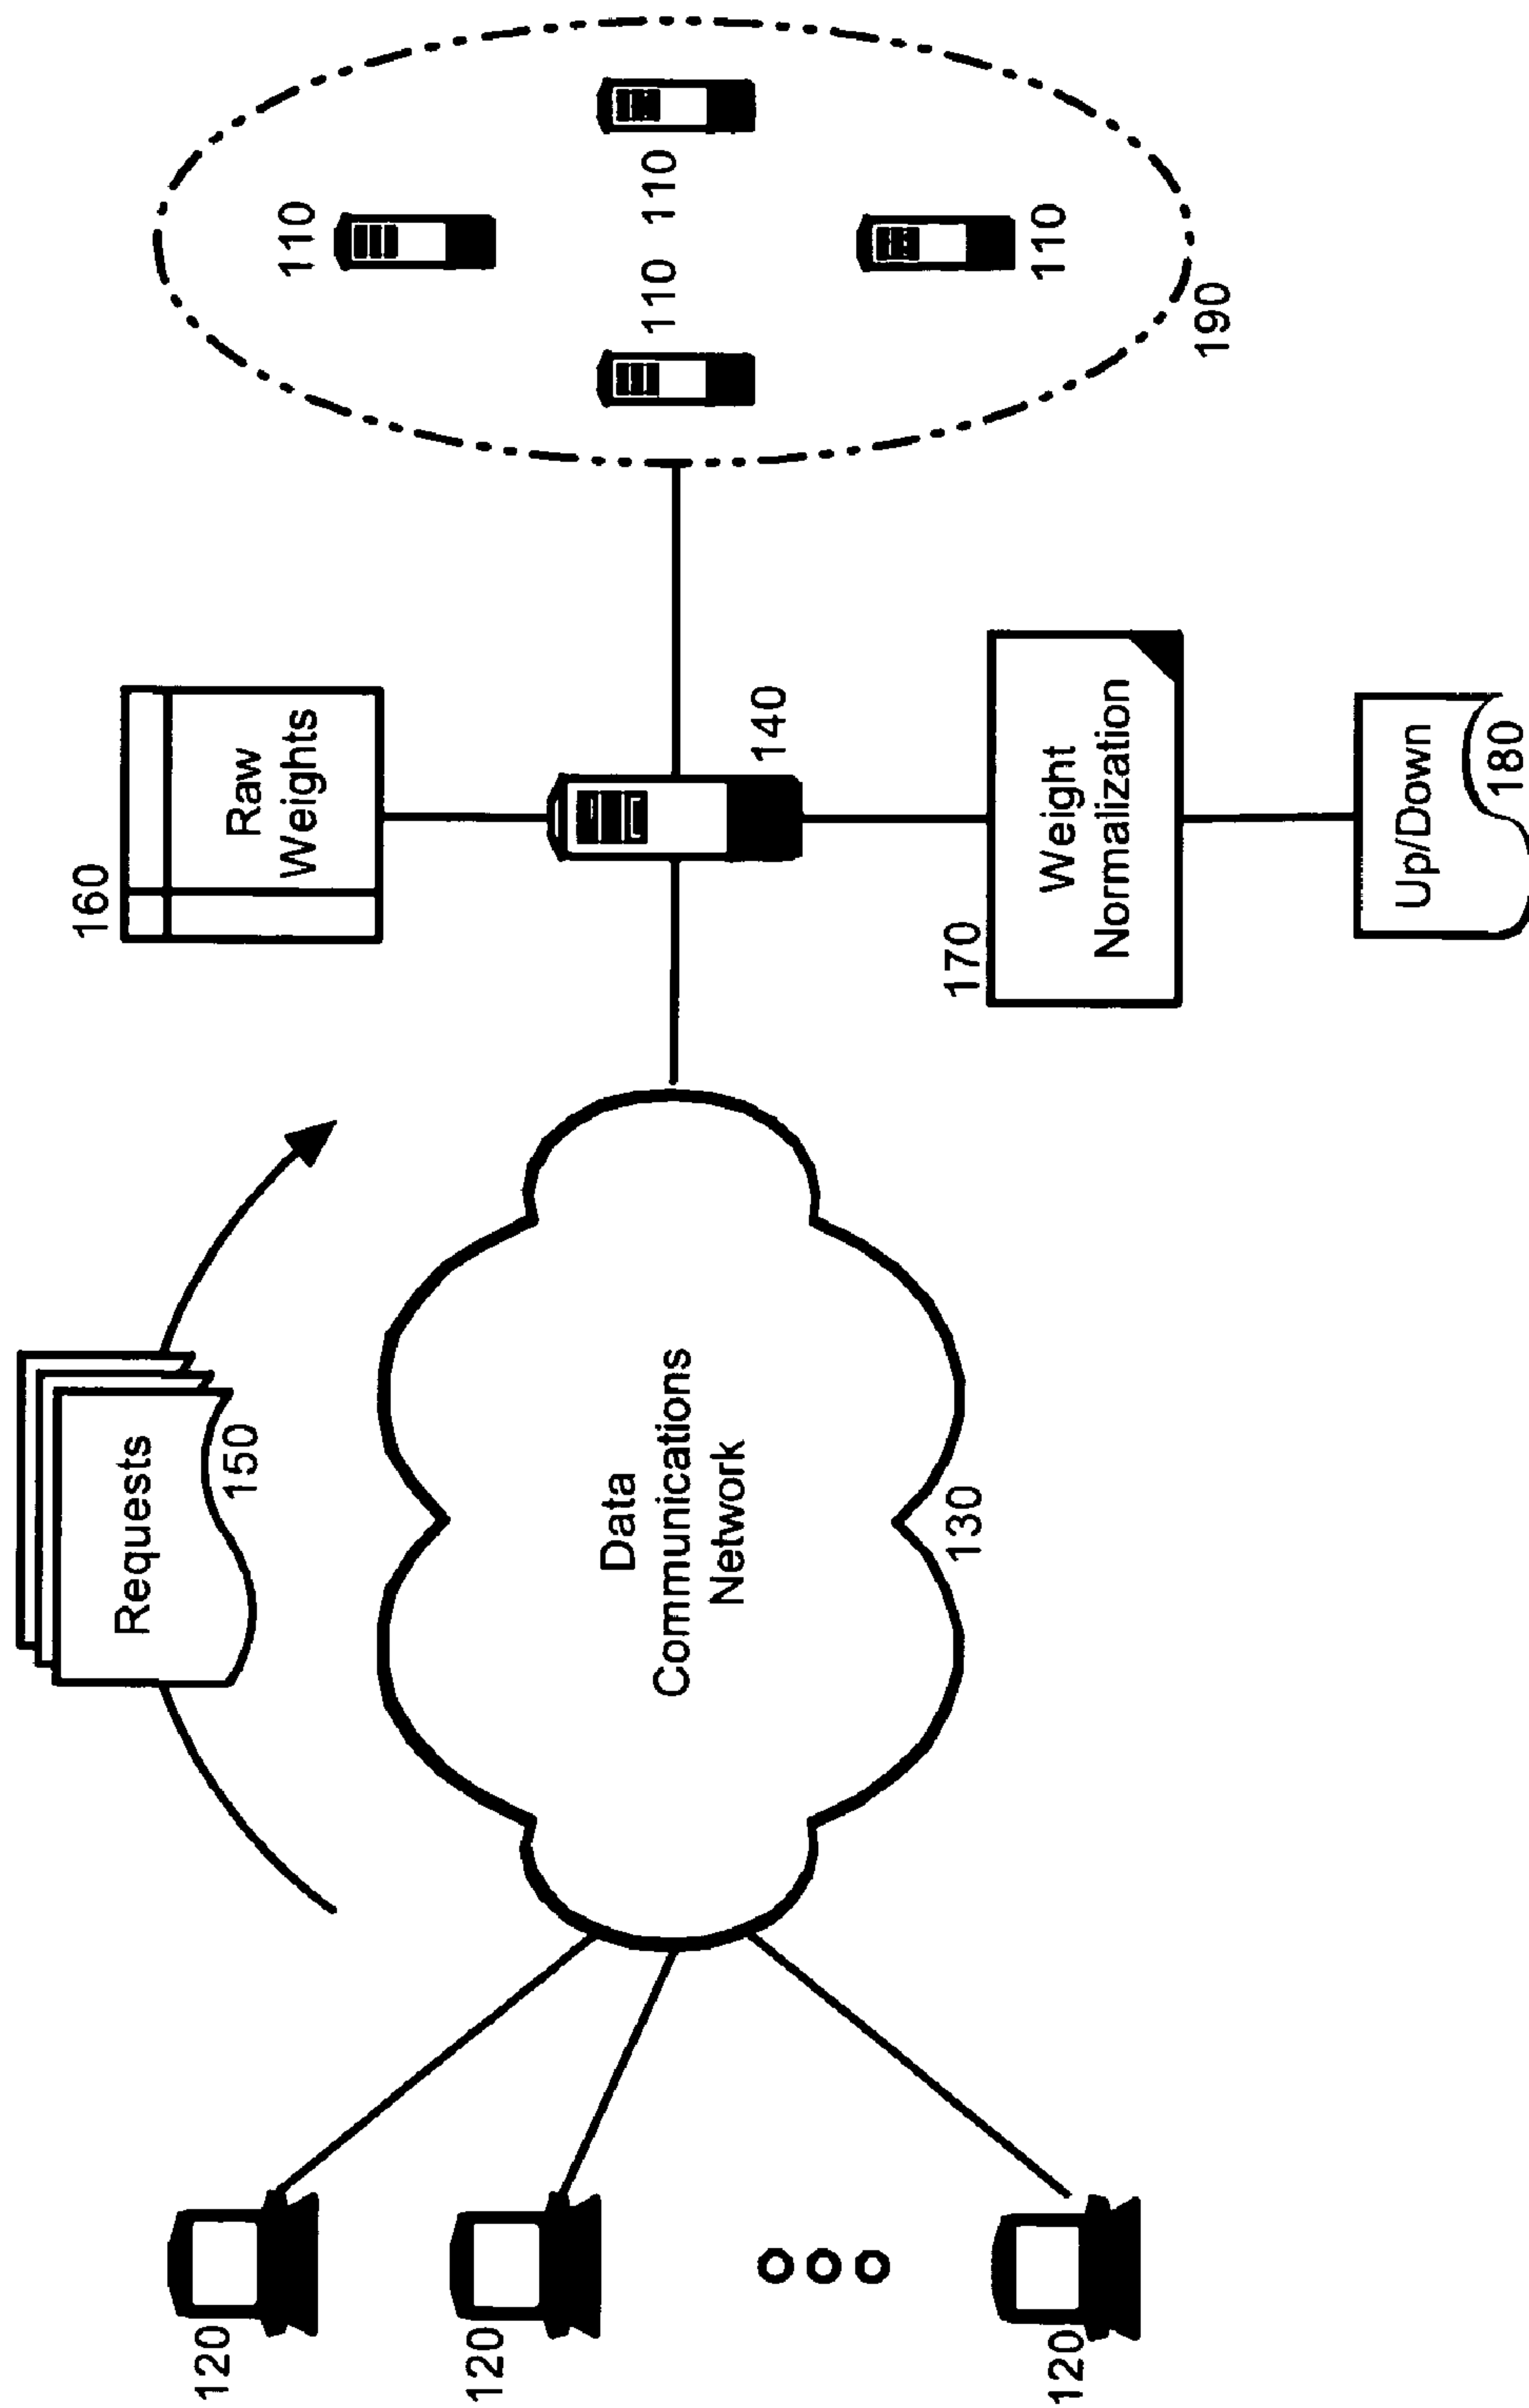 Requests
150
160
Raw
Weights
110
110
110
110
190
140
Data
Communications
Network
130
170
Weight
Normalization
Up/Down
180
120
120
120